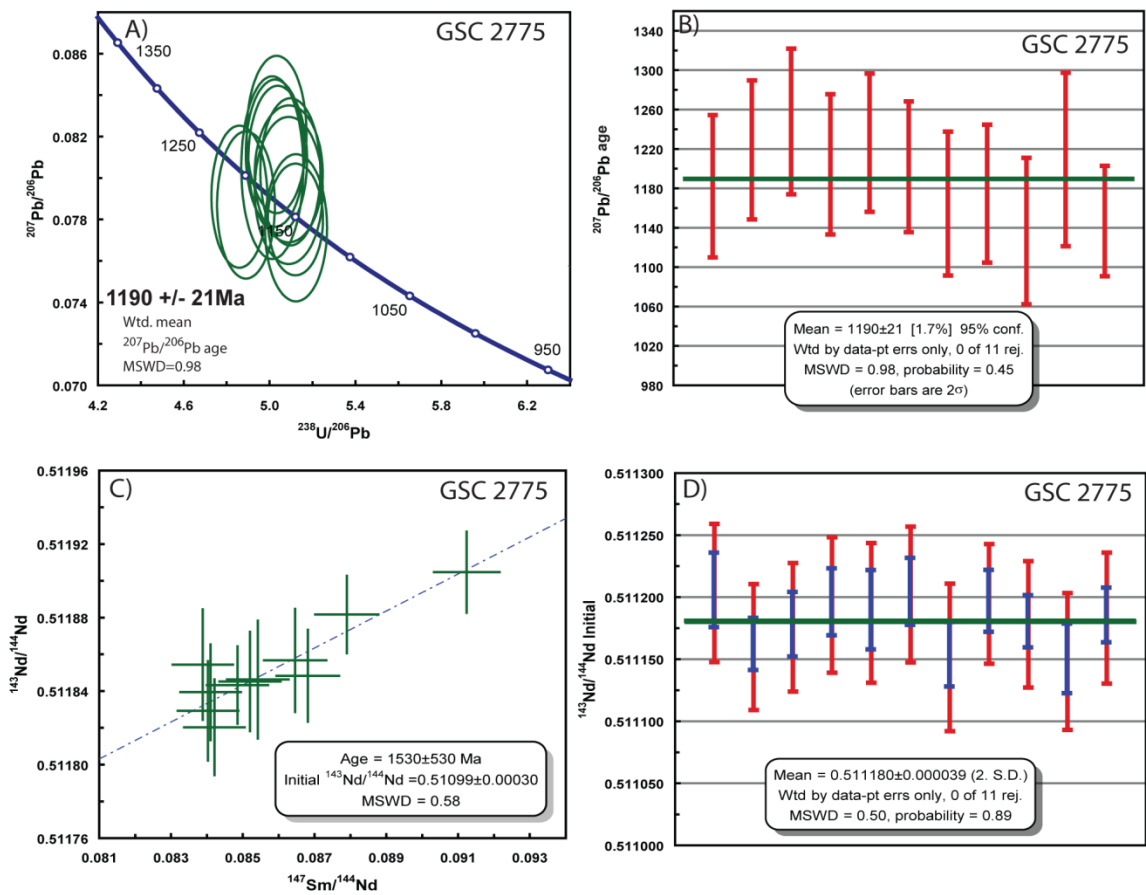 A)
GSC 2775
0.086
0.082
0.078
0.074
0.070
²⁰⁷Pb/²⁰⁶Pb
1350
1250
1150
1050
950
1190 +/- 21Ma
Wtd. mean
²⁰⁷Pb/²⁰⁶Pb age
MSWD=0.98
4.2 4.6 5.0 5.4 5.8 6.2
²³⁸U/²⁰⁶Pb
B)
GSC 2775
1340
1300
1260
1220
1180
1140
1100
1060
1020
980
²⁰⁷Pb/²⁰⁶Pb age
Mean = 1190±21 [1.7%] 95% conf.
Wtd by data-pt errs only, 0 of 11 rej.
MSWD = 0.98, probability = 0.45
(error bars are 2σ)
C)
GSC 2775
0.51196
0.51192
0.51188
0.51184
0.51180
0.51176
¹⁴³Nd/¹⁴⁴Nd
Age = 1530±530 Ma
Initial ¹⁴³Nd/¹⁴⁴Nd =0.51099±0.00030
MSWD = 0.58
0.081 0.083 0.085 0.087 0.089 0.091 0.093
¹⁴⁷Sm/¹⁴⁴Nd
D)
GSC 2775
0.511300
0.511250
0.511200
0.511150
0.511100
0.511050
0.511000
¹⁴³Nd/¹⁴⁴Nd Initial
Mean = 0.511180±0.000039 (2. S.D.)
Wtd by data-pt errs only, 0 of 11 rej.
MSWD = 0.50, probability = 0.89